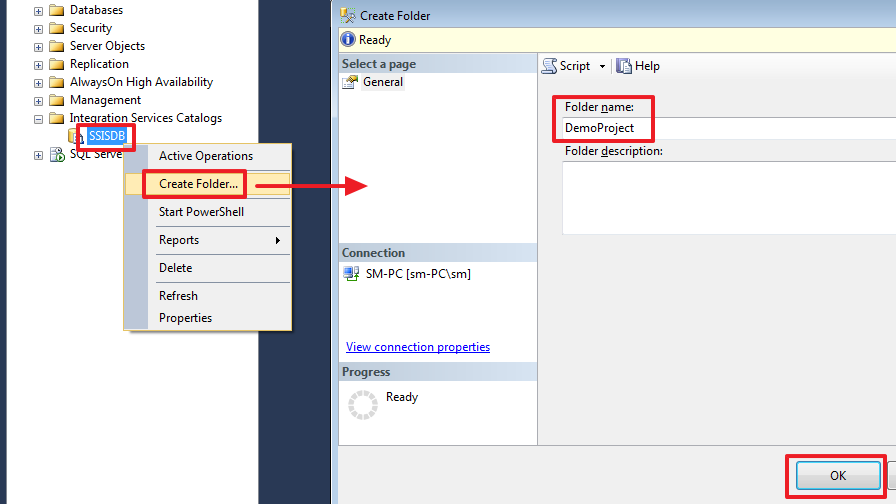 Databases
Security
Server Objects
Replication
AlwaysOn High Availability
Management
Integration Services Catalogs
SSISDB
SQL Serve
Active Operations
Create Folder...
Start PowerShell
Reports
Delete
Refresh
Properties
Create Folder
Ready
Select a page
General
Script
Help
Folder name:
DemoProject
Folder description:
Connection
SM-PC [sm-PC\sm]
View connection properties
Progress
Ready
OK